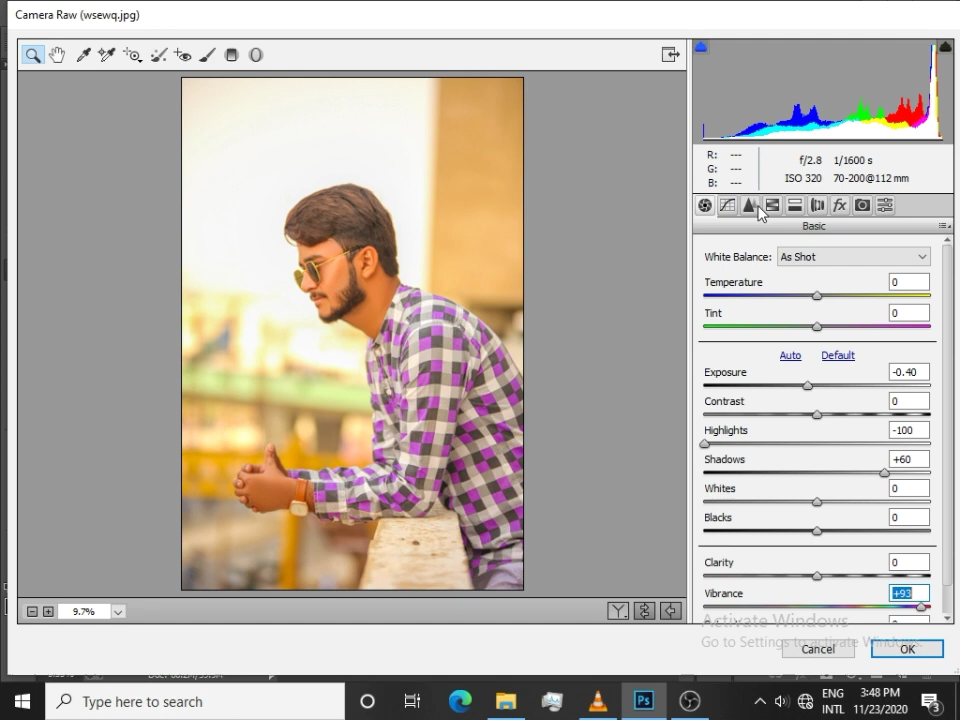 Camera Raw (wsewq.jpg)
R: ---
G: ---
B: ---
f/2.8 1/1600 s
ISO 320 70-200@112 mm
fx
Basic
White Balance: As Shot
Temperature 0
Tint 0
Auto Default
Exposure -0.40
Contrast 0
Highlights -100
Shadows +60
Whites 0
Blacks 0
Clarity 0
Vibrance +93
9.7%
Y
Activate Windows
Go to Settings to activate Windows.
Cancel OK
Type here to search
Ps
ENG
INTL
3:48 PM
11/23/2020
3